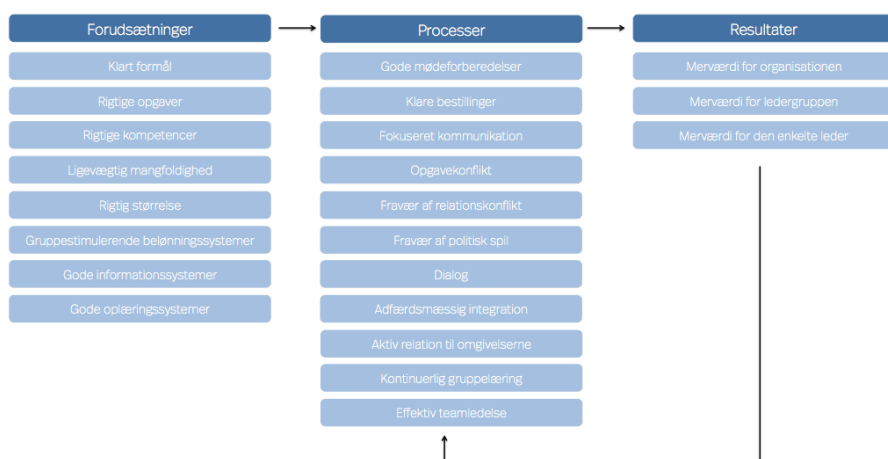 Forudsætninger
Klart formål
Rigtige opgaver
Rigtige kompetencer
Ligevægtig mangfoldighed
Rigtig størrelse
Gruppestimulerende belønningssystemer
Gode informationssystemer
Gode oplæringssystemer
Processer
Gode mødeforberedelser
Klare bestillinger
Fokuseret kommunikation
Opgavekonflikt
Fravær af relationskonflikt
Fravær af politisk spil
Dialog
Adfærdsmæssig integration
Aktiv relation til omgivelserne
Kontinuerlig gruppelæring
Effektiv teamledelse
Resultater
Merværdi for organisationen
Merværdi for ledergruppen
Merværdi for den enkelte leder